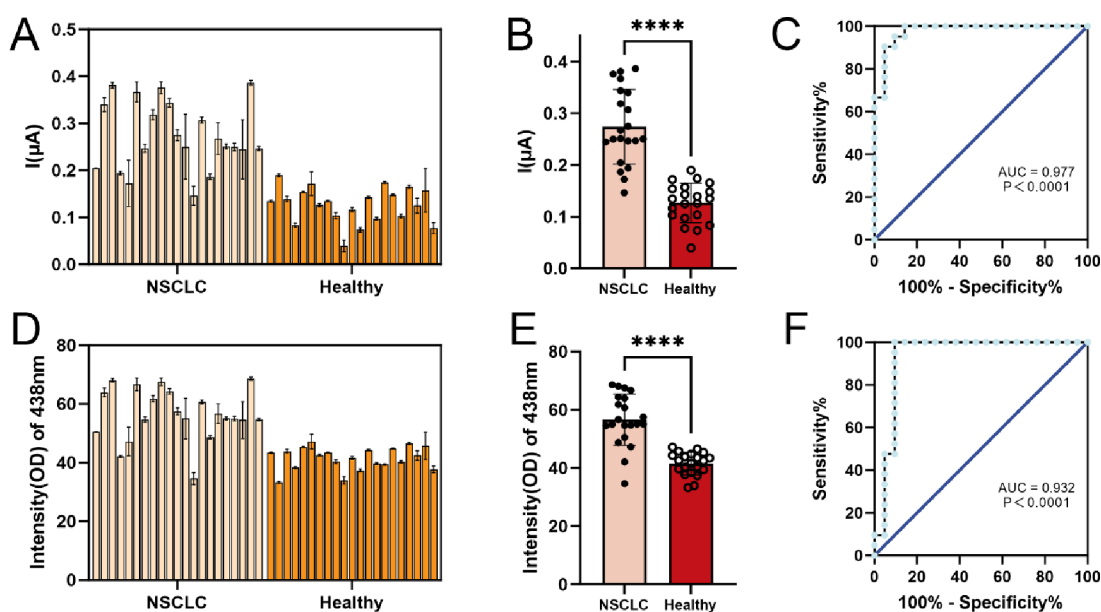 A
I(μA)
0.5
0.4
0.3
0.2
0.1
0.0
NSCLC Healthy
B
****
I(μA)
0.4
0.3
0.2
0.1
0.0
NSCLC Healthy
C
Sensitivity%
100
80
60
40
20
0
AUC = 0.977
P < 0.0001
0 20 40 60 80 100
100% - Specificity%
D
Intensity(OD) of 438nm
80
60
40
20
0
NSCLC Healthy
E
****
Intensity(OD) of 438nm
80
60
40
20
0
NSCLC Healthy
F
Sensitivity%
100
80
60
40
20
0
AUC = 0.932
P < 0.0001
0 20 40 60 80 100
100% - Specificity%